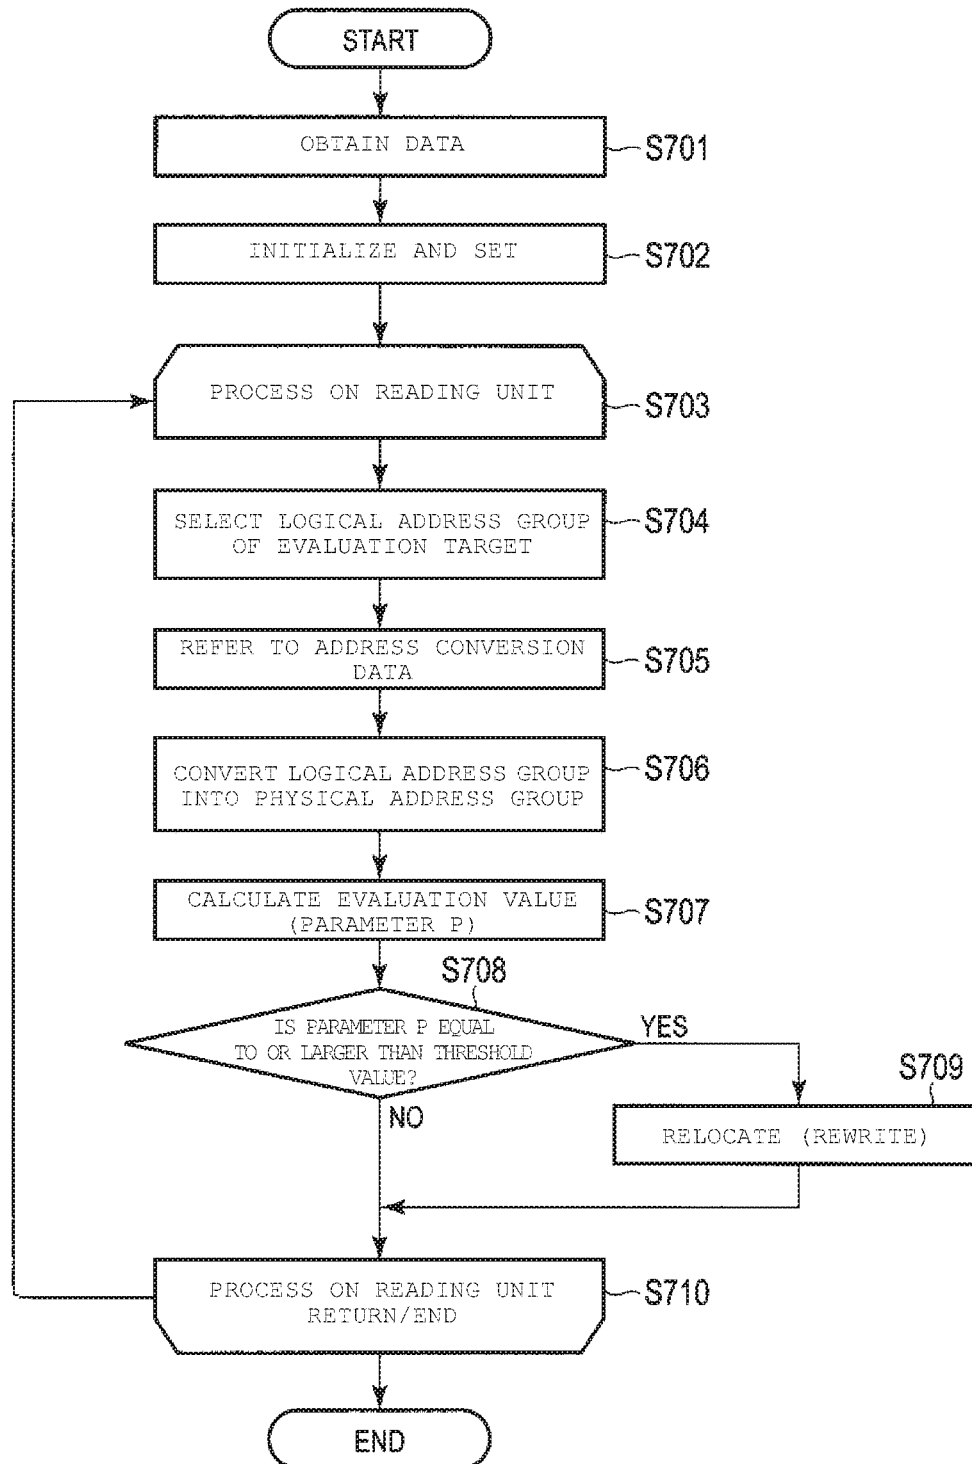 START
OBTAIN DATA
S701
INITIALIZE AND SET
S702
PROCESS ON READING UNIT
S703
SELECT LOGICAL ADDRESS GROUP
OF EVALUATION TARGET
S704
REFER TO ADDRESS CONVERSION
DATA
S705
CONVERT LOGICAL ADDRESS GROUP
INTO PHYSICAL ADDRESS GROUP
S706
CALCULATE EVALUATION VALUE
(PARAMETER P)
S707
S708
IS PARAMETER P EQUAL
TO OR LARGER THAN THRESHOLD
VALUE?
YES
NO
S709
RELOCATE (REWRITE)
PROCESS ON READING UNIT
RETURN/END
S710
END